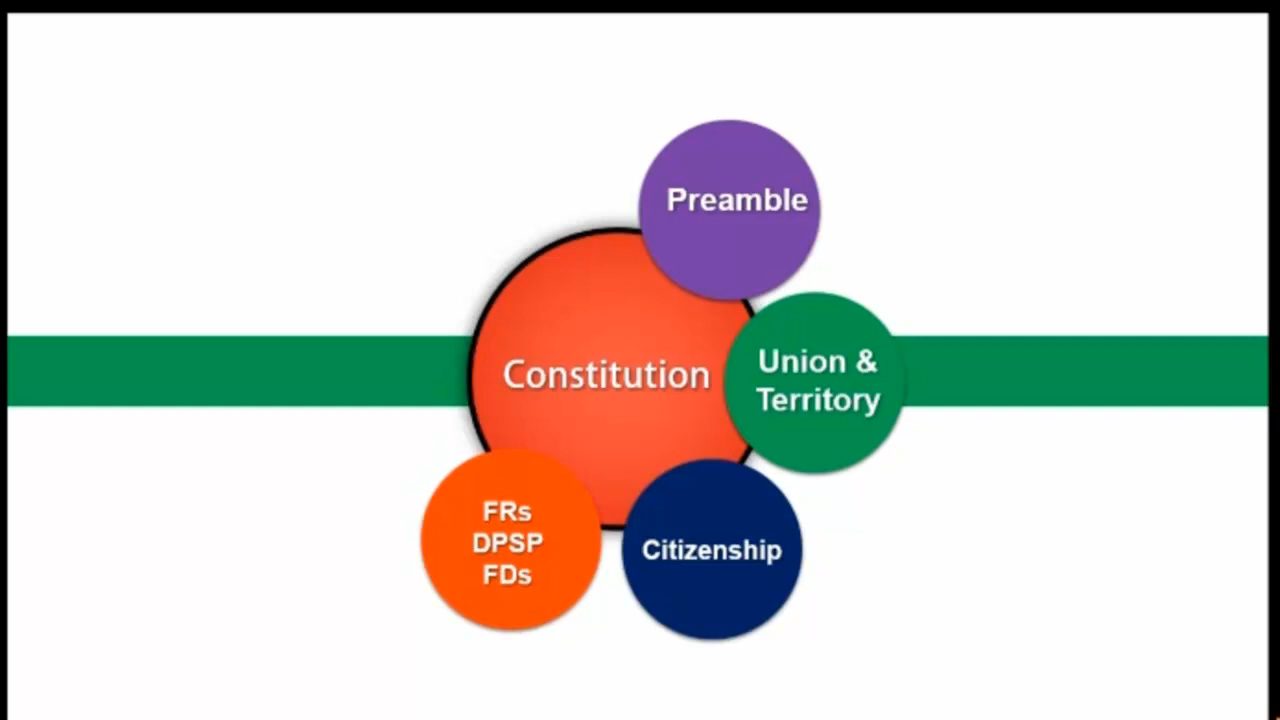 Preamble
Constitution
Union &
Territory
Citizenship
FRs
DPSP
FDs